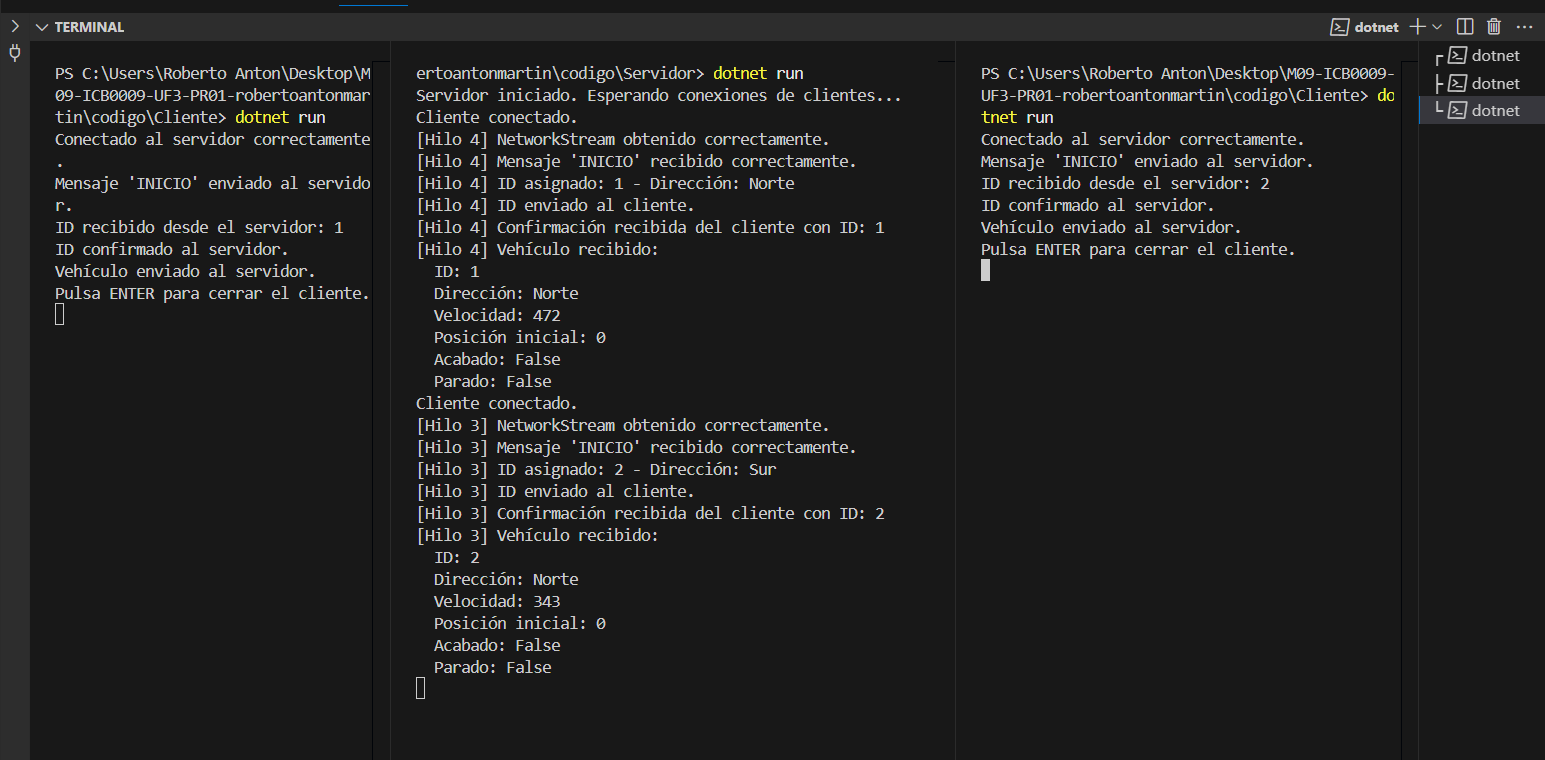 TERMINAL
dotnet
PS C:\Users\Roberto Anton\Desktop\M
09-ICB0009-UF3-PR01-robertoantonmar
tin\codigo\Cliente> dotnet run
Conectado al servidor correctamente
.
Mensaje 'INICIO' enviado al servido
r.
ID recibido desde el servidor: 1
ID confirmado al servidor.
Vehículo enviado al servidor.
Pulsa ENTER para cerrar el cliente.
ertoantonmartin\codigo\Servidor> dotnet run
Servidor iniciado. Esperando conexiones de clientes...
Cliente conectado.
[Hilo 4] NetworkStream obtenido correctamente.
[Hilo 4] Mensaje 'INICIO' recibido correctamente.
[Hilo 4] ID asignado: 1 - Dirección: Norte
[Hilo 4] ID enviado al cliente.
[Hilo 4] Confirmación recibida del cliente con ID: 1
[Hilo 4] Vehículo recibido:
ID: 1
Dirección: Norte
Velocidad: 472
Posición inicial: 0
Acabado: False
Parado: False
Cliente conectado.
[Hilo 3] NetworkStream obtenido correctamente.
[Hilo 3] Mensaje 'INICIO' recibido correctamente.
[Hilo 3] ID asignado: 2 - Dirección: Sur
[Hilo 3] ID enviado al cliente.
[Hilo 3] Confirmación recibida del cliente con ID: 2
[Hilo 3] Vehículo recibido:
ID: 2
Dirección: Norte
Velocidad: 343
Posición inicial: 0
Acabado: False
Parado: False
PS C:\Users\Roberto Anton\Desktop\M09-ICB0009-
UF3-PR01-robertoantonmartin\codigo\Cliente> do
tnet run
Conectado al servidor correctamente.
Mensaje 'INICIO' enviado al servidor.
ID recibido desde el servidor: 2
ID confirmado al servidor.
Vehículo enviado al servidor.
Pulsa ENTER para cerrar el cliente.
dotnet
dotnet
dotnet